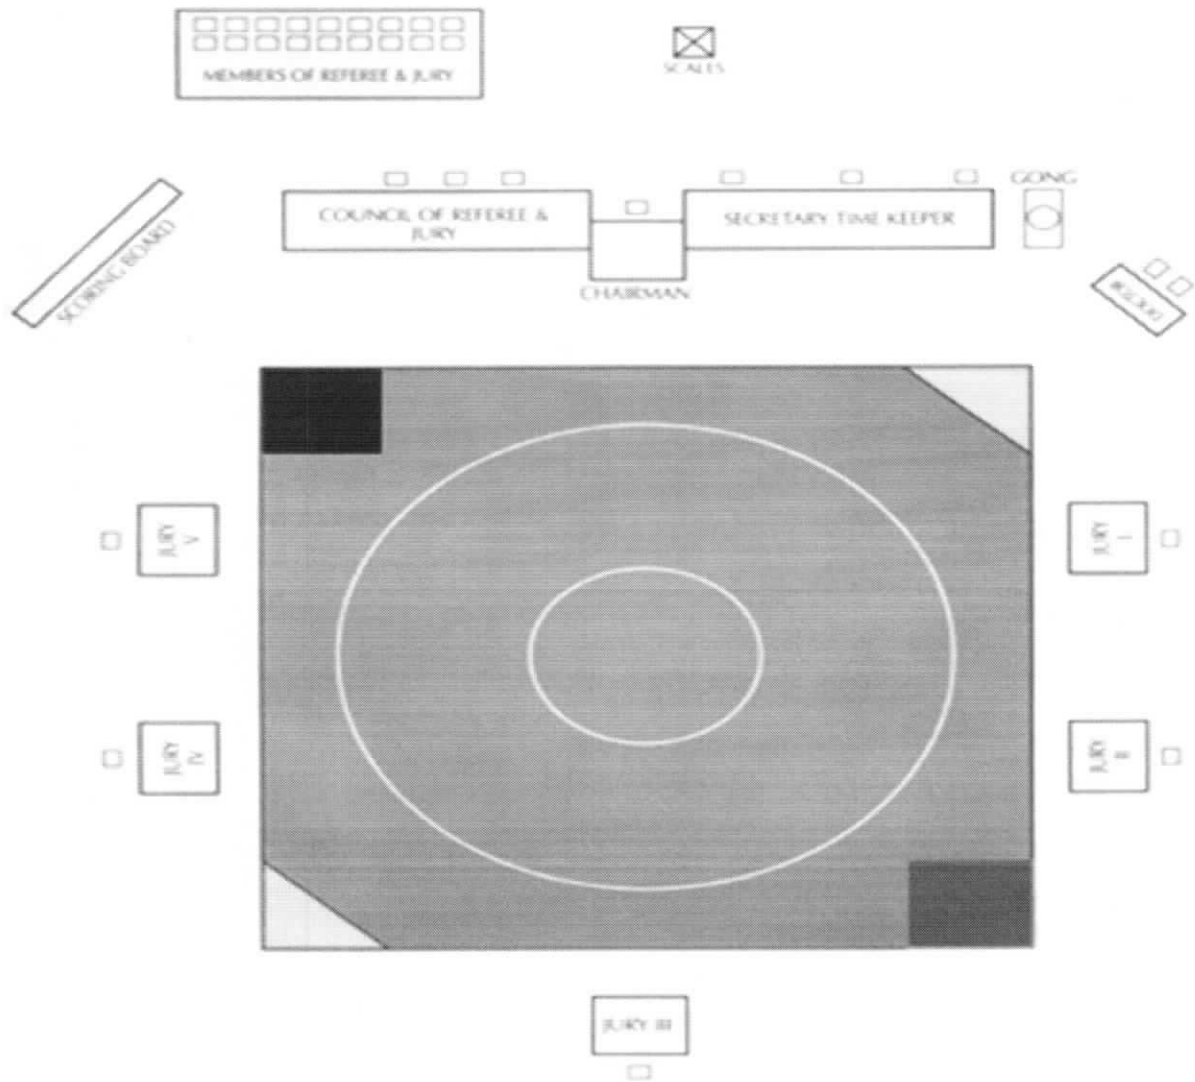 MEMBERS OF REFEREE & JURY
SCALES
COUNCIL OF REFEREE &
JURY
SECRETARY TIME KEEPER
GONG
CHAIRMAN
SCORING BOARD
DOCTOR
JURY
V
JURY
I
JURY
IV
JURY
II
JURY III